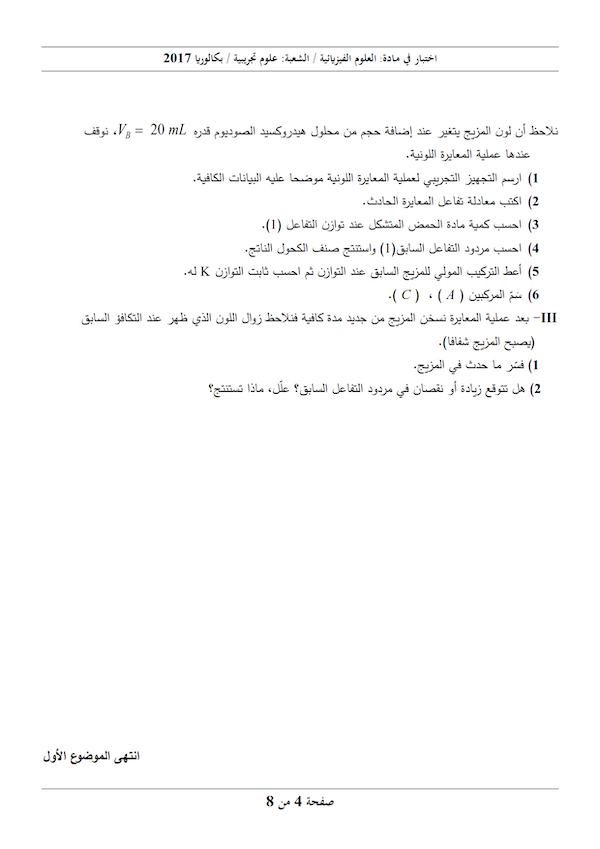 اختبار في مادة: العلوم الفيزيائية / الشعبة: علوم تجريبية / بكالوريا 2017
نلاحظ أن لون المزيج يتغير عند إضافة حجم من محلول هيدروكسيد الصوديوم قدره V_B = 20 mL، نوقف
عندها عملية المعايرة اللونية.
1) ارسم التجهيز التجريبي لعملية المعايرة اللونية موضحا عليه البيانات الكافية.
2) اكتب معادلة تفاعل المعايرة الحادث.
3) احسب كمية مادة الحمض المتشكل عند توازن التفاعل (1).
4) احسب مردود التفاعل السابق(1) واستنتج صنف الكحول الناتج.
5) أعط التركيب المولي للمزيج السابق عند التوازن ثم احسب ثابت التوازن K له.
6) سَمّ المركبين ( A ) ، ( C ).
III- بعد عملية المعايرة نسخن المزيج من جديد مدة كافية فنلاحظ زوال اللون الذي ظهر عند التكافؤ السابق
(يصبح المزيج شفافا).
1) فسّر ما حدث في المزيج.
2) هل تتوقع زيادة أو نقصان في مردود التفاعل السابق؟ علّل، ماذا تستنتج؟
انتهى الموضوع الأول
صفحة 4 من 8